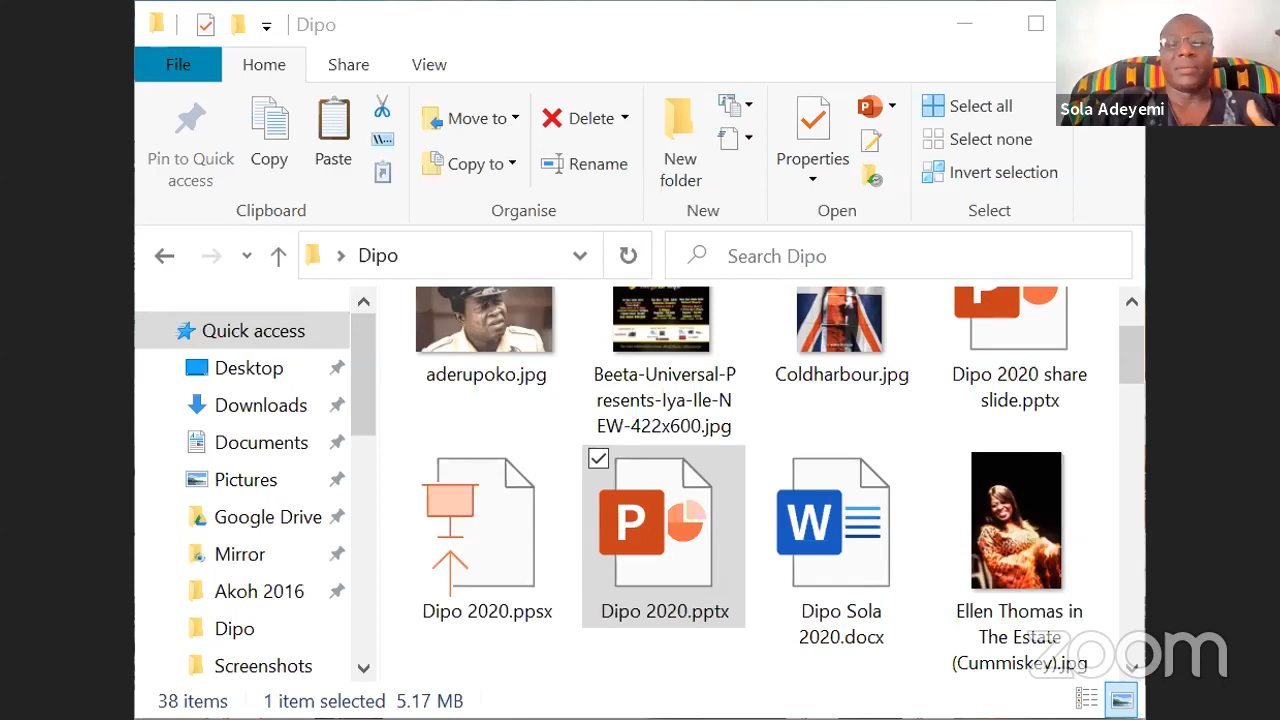 Dipo
File
Home
Share
View
Pin to Quick
access
Copy
Paste
Move to
Copy to
Delete
Rename
New
folder
Properties
Select all
Select none
Invert selection
Clipboard
Organise
New
Open
Select
Sola Adeyemi
Dipo
Search Dipo
Quick access
Desktop
Downloads
Documents
Pictures
Google Drive
Mirror
Akoh 2016
Dipo
Screenshots
aderupoko.jpg
Beeta-Universal-P
resents-Iya-Ile-N
EW-422x600.jpg
Coldharbour.jpg
Dipo 2020 share
slide.pptx
P
Dipo 2020.ppsx
P
Dipo 2020.pptx
W
Dipo Sola
2020.docx
Ellen Thomas in
The Estate
(Cummiskey).jpg
zoom
38 items
1 item selected
5.17 MB